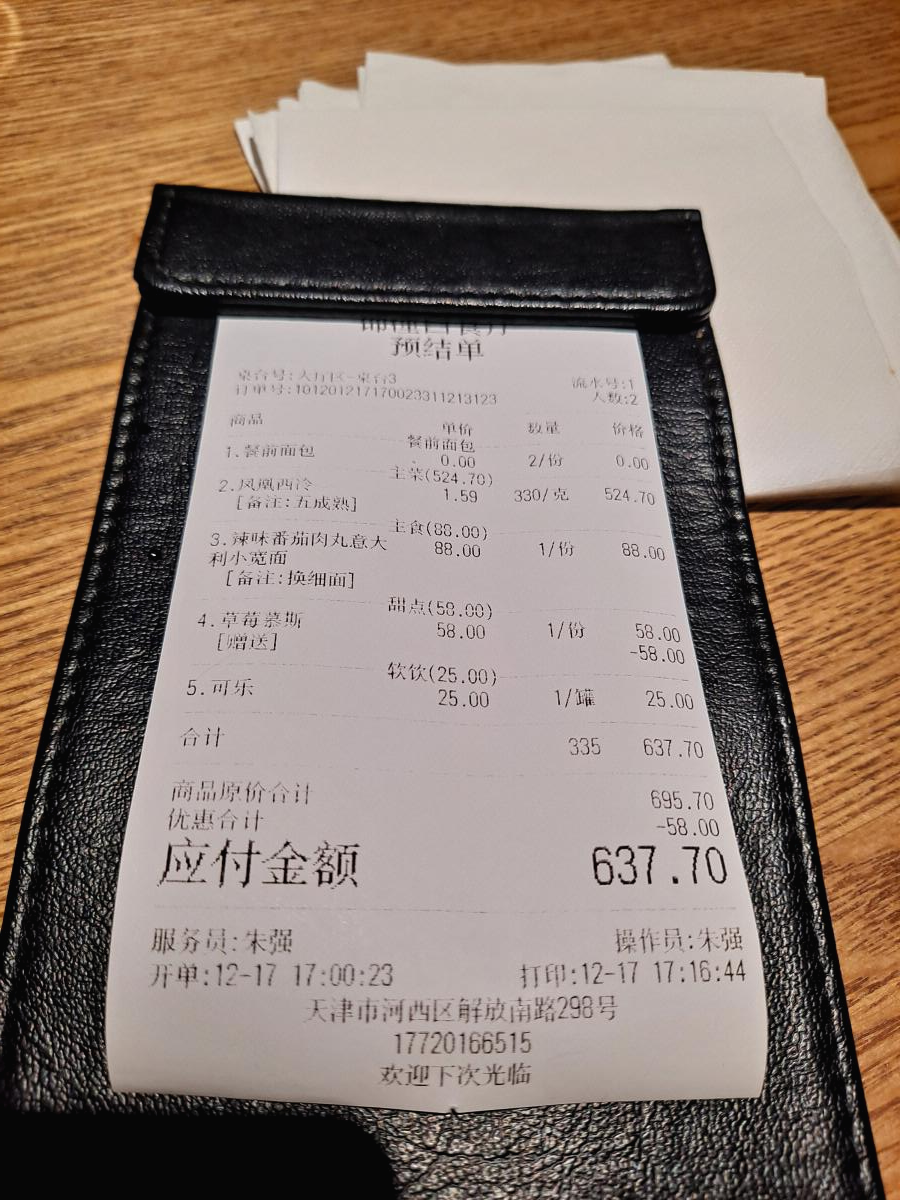 预结单
桌台号:大厅区-桌台3 流水号:1
订单号:101201217170023311213123 人数:2
商品 单价 数量 价格
餐前面包
1.餐前面包 0.00 2/份 0.00
主菜(524.70)
2.凤凰西冷 1.59 330/克 524.70
[备注:五成熟]
主食(88.00)
3.辣味番茄肉丸意大 88.00 1/份 88.00
利小宽面
[备注:换细面]
甜点(58.00)
4.草莓慕斯 58.00 1/份 58.00
[赠送] -58.00
软饮(25.00)
5.可乐 25.00 1/罐 25.00
合计 335 637.70
商品原价合计 695.70
优惠合计 -58.00
应付金额 637.70
服务员:朱强 操作员:朱强
开单:12-17 17:00:23 打印:12-17 17:16:44
天津市河西区解放南路298号
17720166515
欢迎下次光临